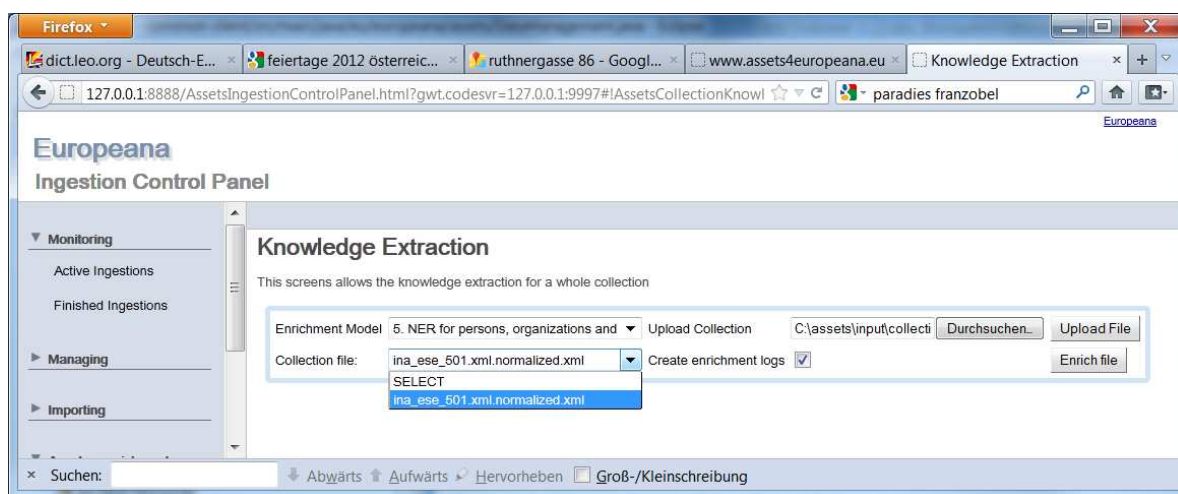 Firefox
dict.leo.org - Deutsch-E... × feiertage 2012 österreic... × ruthnergasse 86 - Googl... × www.assets4europeana.eu × Knowledge Extraction × +
127.0.0.1:8888/AssetsIngestionControlPanel.html?gwt.codesvr=127.0.0.1:9997#!AssetsCollectionKnowl paradies franzobel
Europeana
Europeana
Ingestion Control Panel
Monitoring
Active Ingestions
Finished Ingestions
Managing
Importing
Knowledge Extraction
This screens allows the knowledge extraction for a whole collection
Enrichment Model 5. NER for persons, organizations and Upload Collection C:\assets\input\collecti Durchsuchen... Upload File
Collection file: ina_ese_501.xml.normalized.xml Create enrichment logs Enrich file
SELECT
ina_ese_501.xml.normalized.xml
× Suchen: Abwärts Aufwärts Hervorheben Groß-/Kleinschreibung